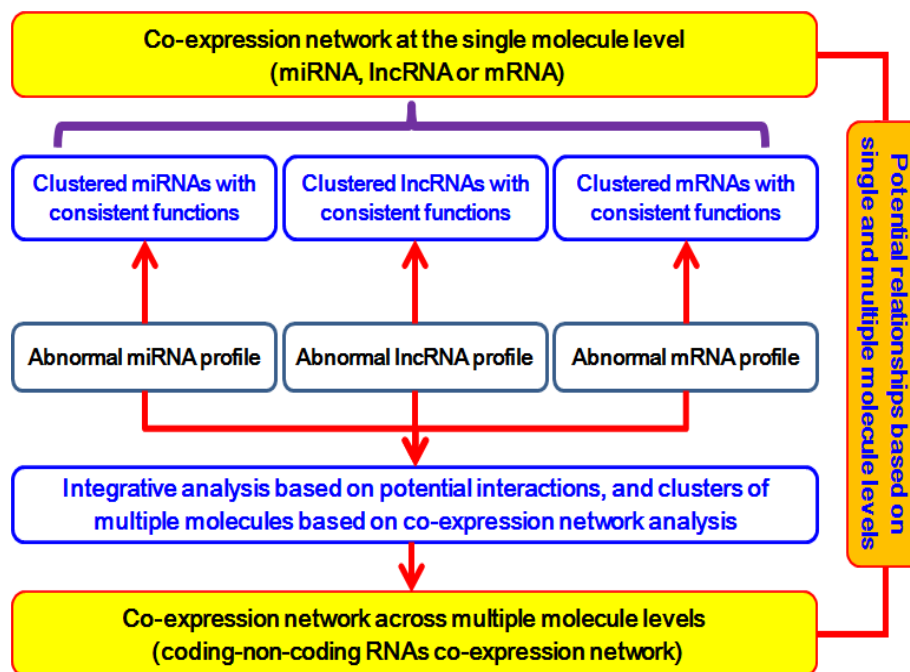 Co-expression network at the single molecule level
(miRNA, lncRNA or mRNA)
Clustered miRNAs with
consistent functions
Clustered lncRNAs with
consistent functions
Clustered mRNAs with
consistent functions
Abnormal miRNA profile
Abnormal lncRNA profile
Abnormal mRNA profile
Integrative analysis based on potential interactions, and clusters of
multiple molecules based on co-expression network analysis
Co-expression network across multiple molecule levels
(coding-non-coding RNAs co-expression network)
Potential relationships based on
single and multiple molecule levels